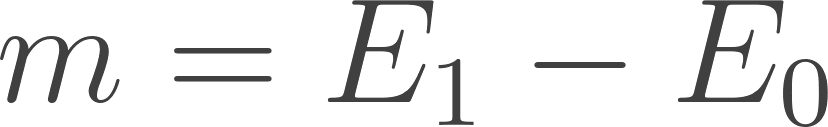 m = E₁ − E₀